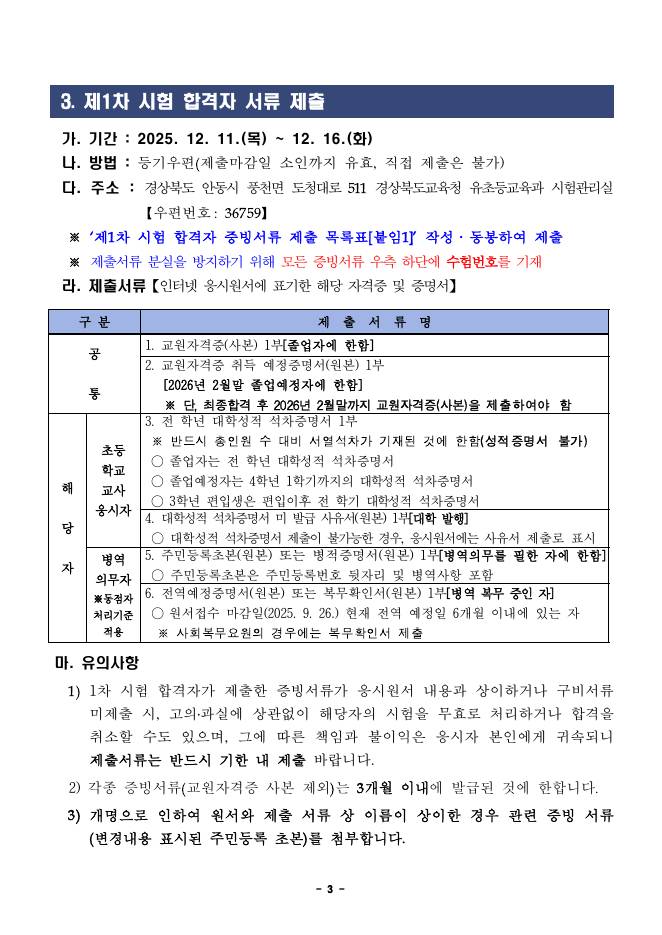 3. 제1차 시험 합격자 서류 제출
가. 기간 : 2025. 12. 11.(목) ~ 12. 16.(화)
나. 방법 : 등기우편(제출마감일 소인까지 유효, 직접 제출은 불가)
다. 주소 : 경상북도 안동시 풍천면 도청대로 511 경상북도교육청 유초등교육과 시험관리실
【우편번호: 36759】
※ ‘제1차 시험 합격자 증빙서류 제출 목록표[붙임1]’ 작성·동봉하여 제출
※ 제출서류 분실을 방지하기 위해 모든 증빙서류 우측 하단에 수험번호를 기재
라. 제출서류【인터넷 응시원서에 표기한 해당 자격증 및 증명서】
구 분 제 출 서 류 명
공
통
1. 교원자격증(사본) 1부[졸업자에 한함]
2. 교원자격증 취득 예정증명서(원본) 1부
[2026년 2월말 졸업예정자에 한함]
※ 단, 최종합격 후 2026년 2월말까지 교원자격증(사본)을 제출하여야 함
해
당
자
초등
학교
교사
응시자
3. 전 학년 대학성적 석차증명서 1부
※ 반드시 총인원 수 대비 서열석차가 기재된 것에 한함(성적증명서 불가)
○ 졸업자는 전 학년 대학성적 석차증명서
○ 졸업예정자는 4학년 1학기까지의 대학성적 석차증명서
○ 3학년 편입생은 편입이후 전 학기 대학성적 석차증명서
4. 대학성적 석차증명서 미 발급 사유서(원본) 1부[대학 발행]
○ 대학성적 석차증명서 제출이 불가능한 경우, 응시원서에는 사유서 제출로 표시
병역
의무자
※동점자
처리기준
적용
5. 주민등록초본(원본) 또는 병적증명서(원본) 1부[병역의무를 필한 자에 한함]
○ 주민등록초본은 주민등록번호 뒷자리 및 병역사항 포함
6. 전역예정증명서(원본) 또는 복무확인서(원본) 1부[병역 복무 중인 자]
○ 원서접수 마감일(2025. 9. 26.) 현재 전역 예정일 6개월 이내에 있는 자
※ 사회복무요원의 경우에는 복무확인서 제출
마. 유의사항
1) 1차 시험 합격자가 제출한 증빙서류가 응시원서 내용과 상이하거나 구비서류
미제출 시, 고의·과실에 상관없이 해당자의 시험을 무효로 처리하거나 합격을
취소할 수도 있으며, 그에 따른 책임과 불이익은 응시자 본인에게 귀속되니
제출서류는 반드시 기한 내 제출 바랍니다.
2) 각종 증빙서류(교원자격증 사본 제외)는 3개월 이내에 발급된 것에 한합니다.
3) 개명으로 인하여 원서와 제출 서류 상 이름이 상이한 경우 관련 증빙 서류
(변경내용 표시된 주민등록 초본)를 첨부합니다.
- 3 -